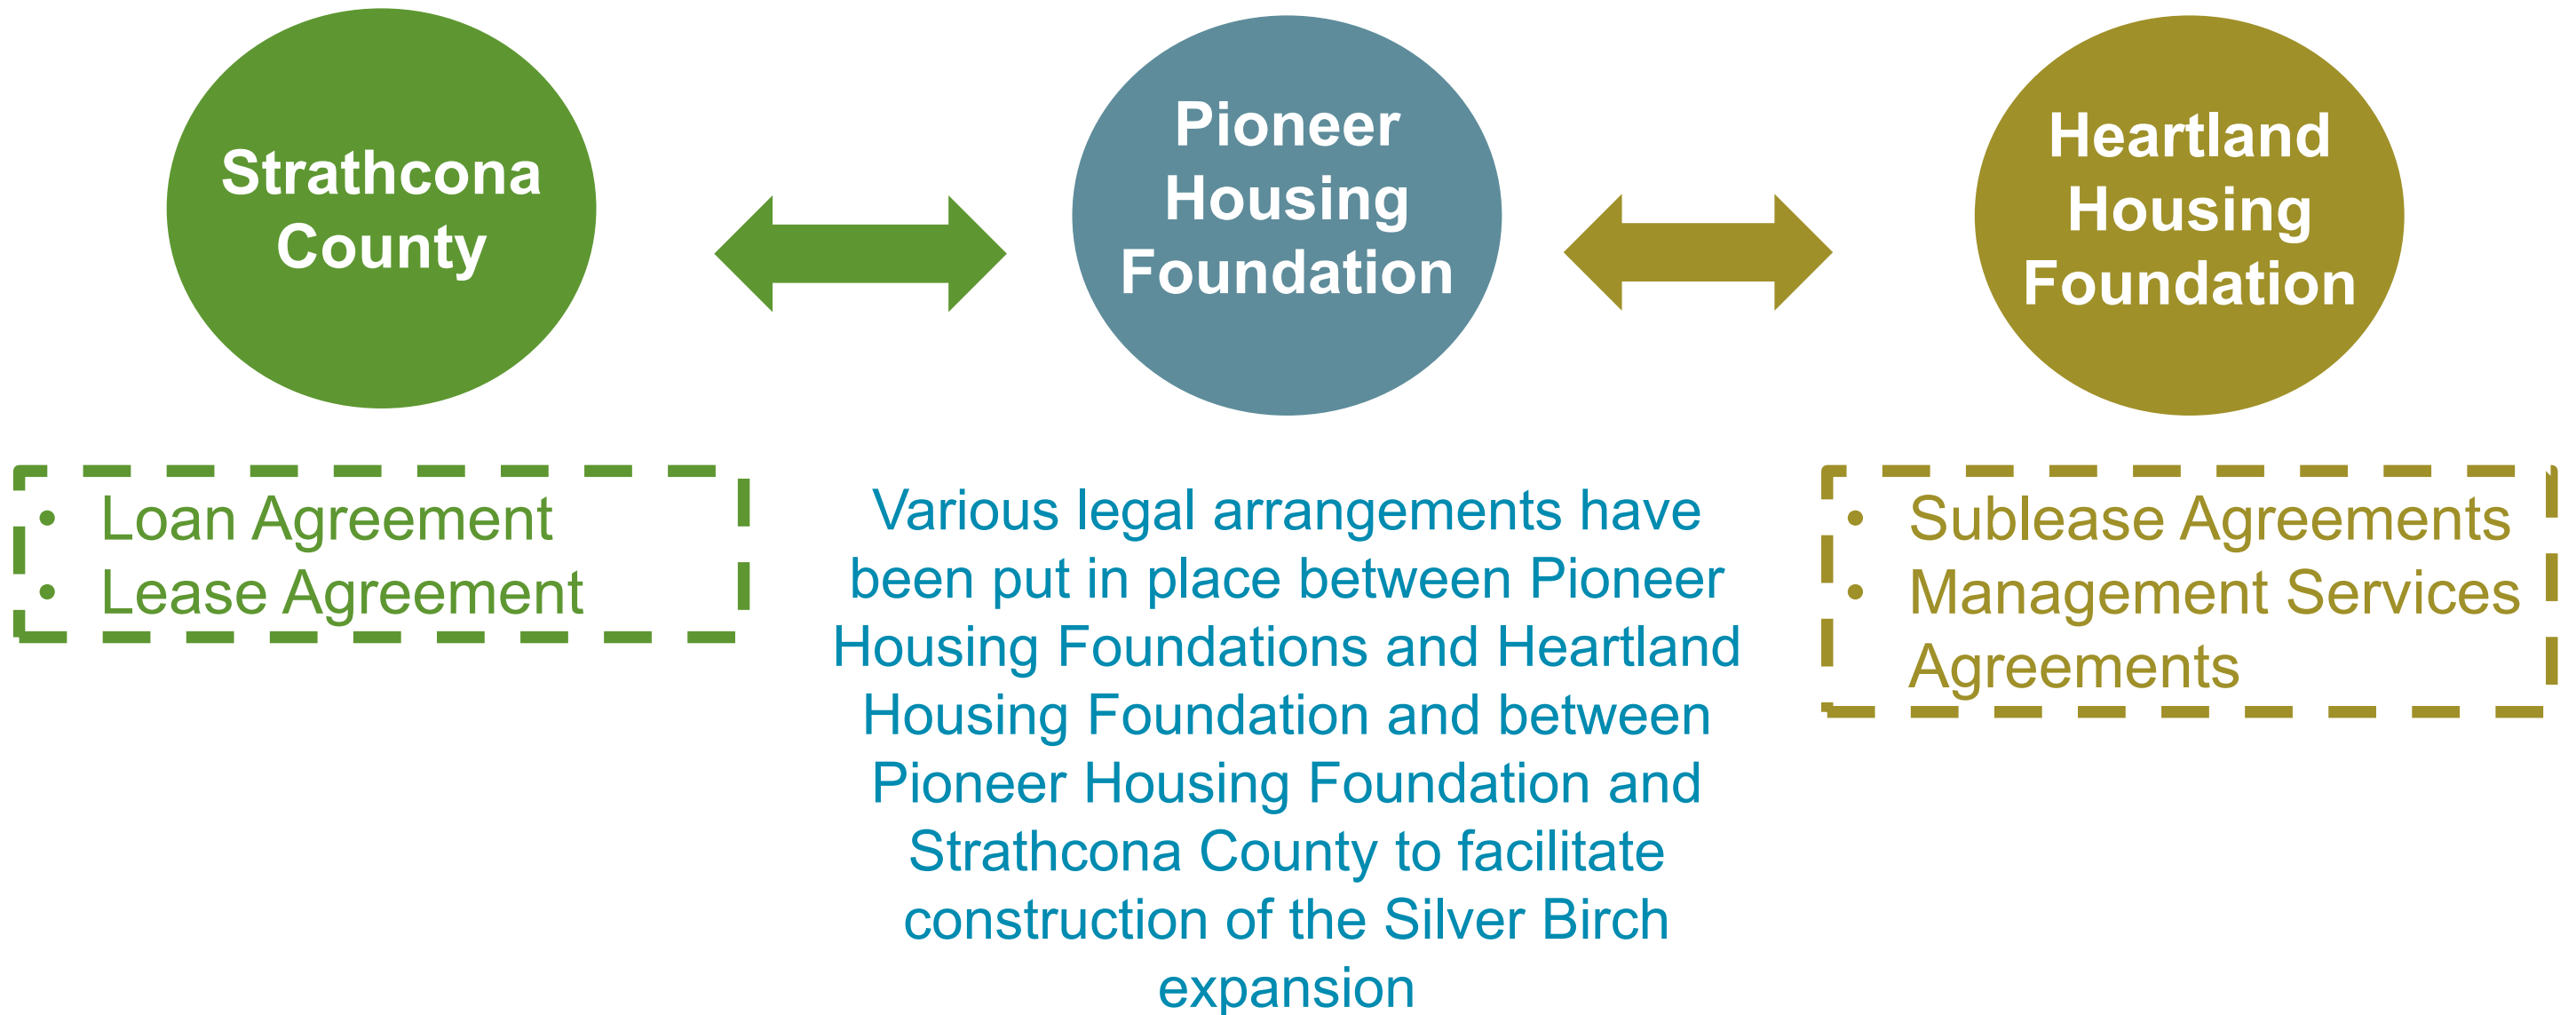 Strathcona
County
Pioneer
Housing
Foundation
Heartland
Housing
Foundation
• Loan Agreement
• Lease Agreement
Various legal arrangements have
been put in place between Pioneer
Housing Foundations and Heartland
Housing Foundation and between
Pioneer Housing Foundation and
Strathcona County to facilitate
construction of the Silver Birch
expansion
• Sublease Agreements
• Management Services
Agreements